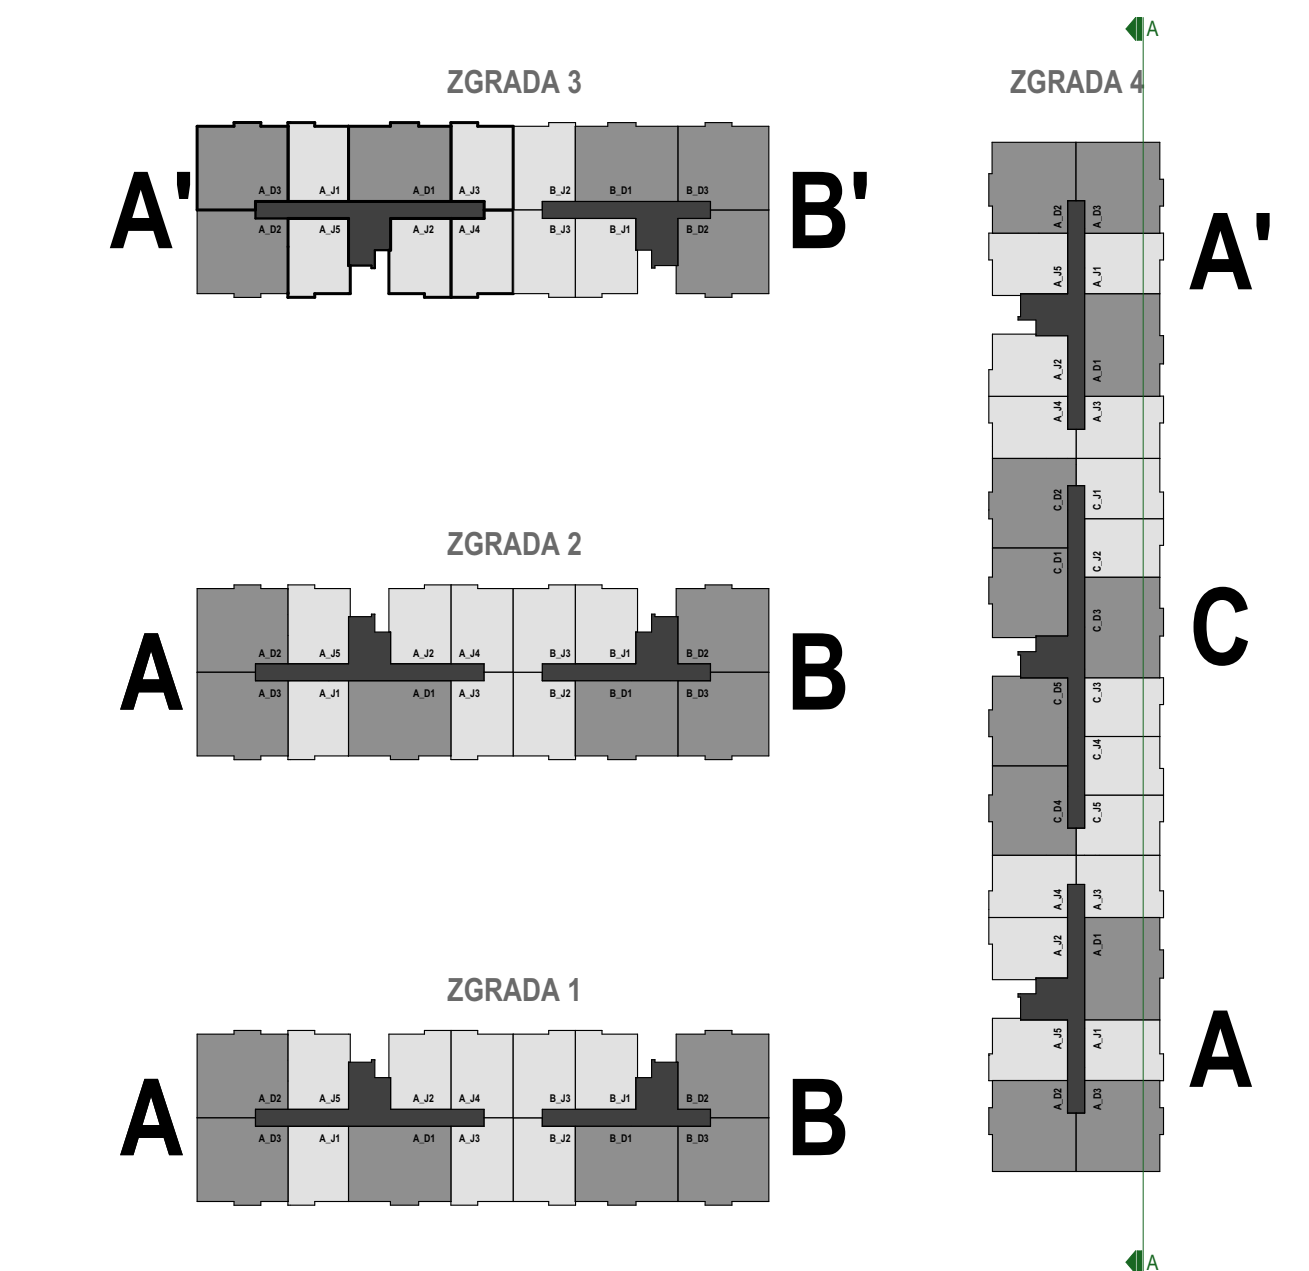 A
ZGRADA 3
ZGRADA 4
A'
A_D3 A_J1 A_D1 A_J3 B_J2 B_D1 B_D3
A_D2 A_J5 A_J2 A_J4 B_J3 B_J1 B_D2
B'
ZGRADA 2
A
A_D2 A_J5 A_J2 A_J4 B_J3 B_J1 B_D2
A_D3 A_J1 A_D1 A_J3 B_J2 B_D1 B_D3
B
ZGRADA 1
A
A_D2 A_J5 A_J2 A_J4 B_J3 B_J1 B_D2
A_D3 A_J1 A_D1 A_J3 B_J2 B_D1 B_D3
B
A_D2 A_D3
A_J5 A_J1
A'
A_J2 A_D1
A_J4 A_J3
C_D2 C_J1
C_D1 C_J2
C_D3
C
C_D5 C_J3
C_J4
C_D4 C_J5
A_J4 A_J3
A_J2 A_D1
A_J5 A_J1
A
A_D2 A_D3
A